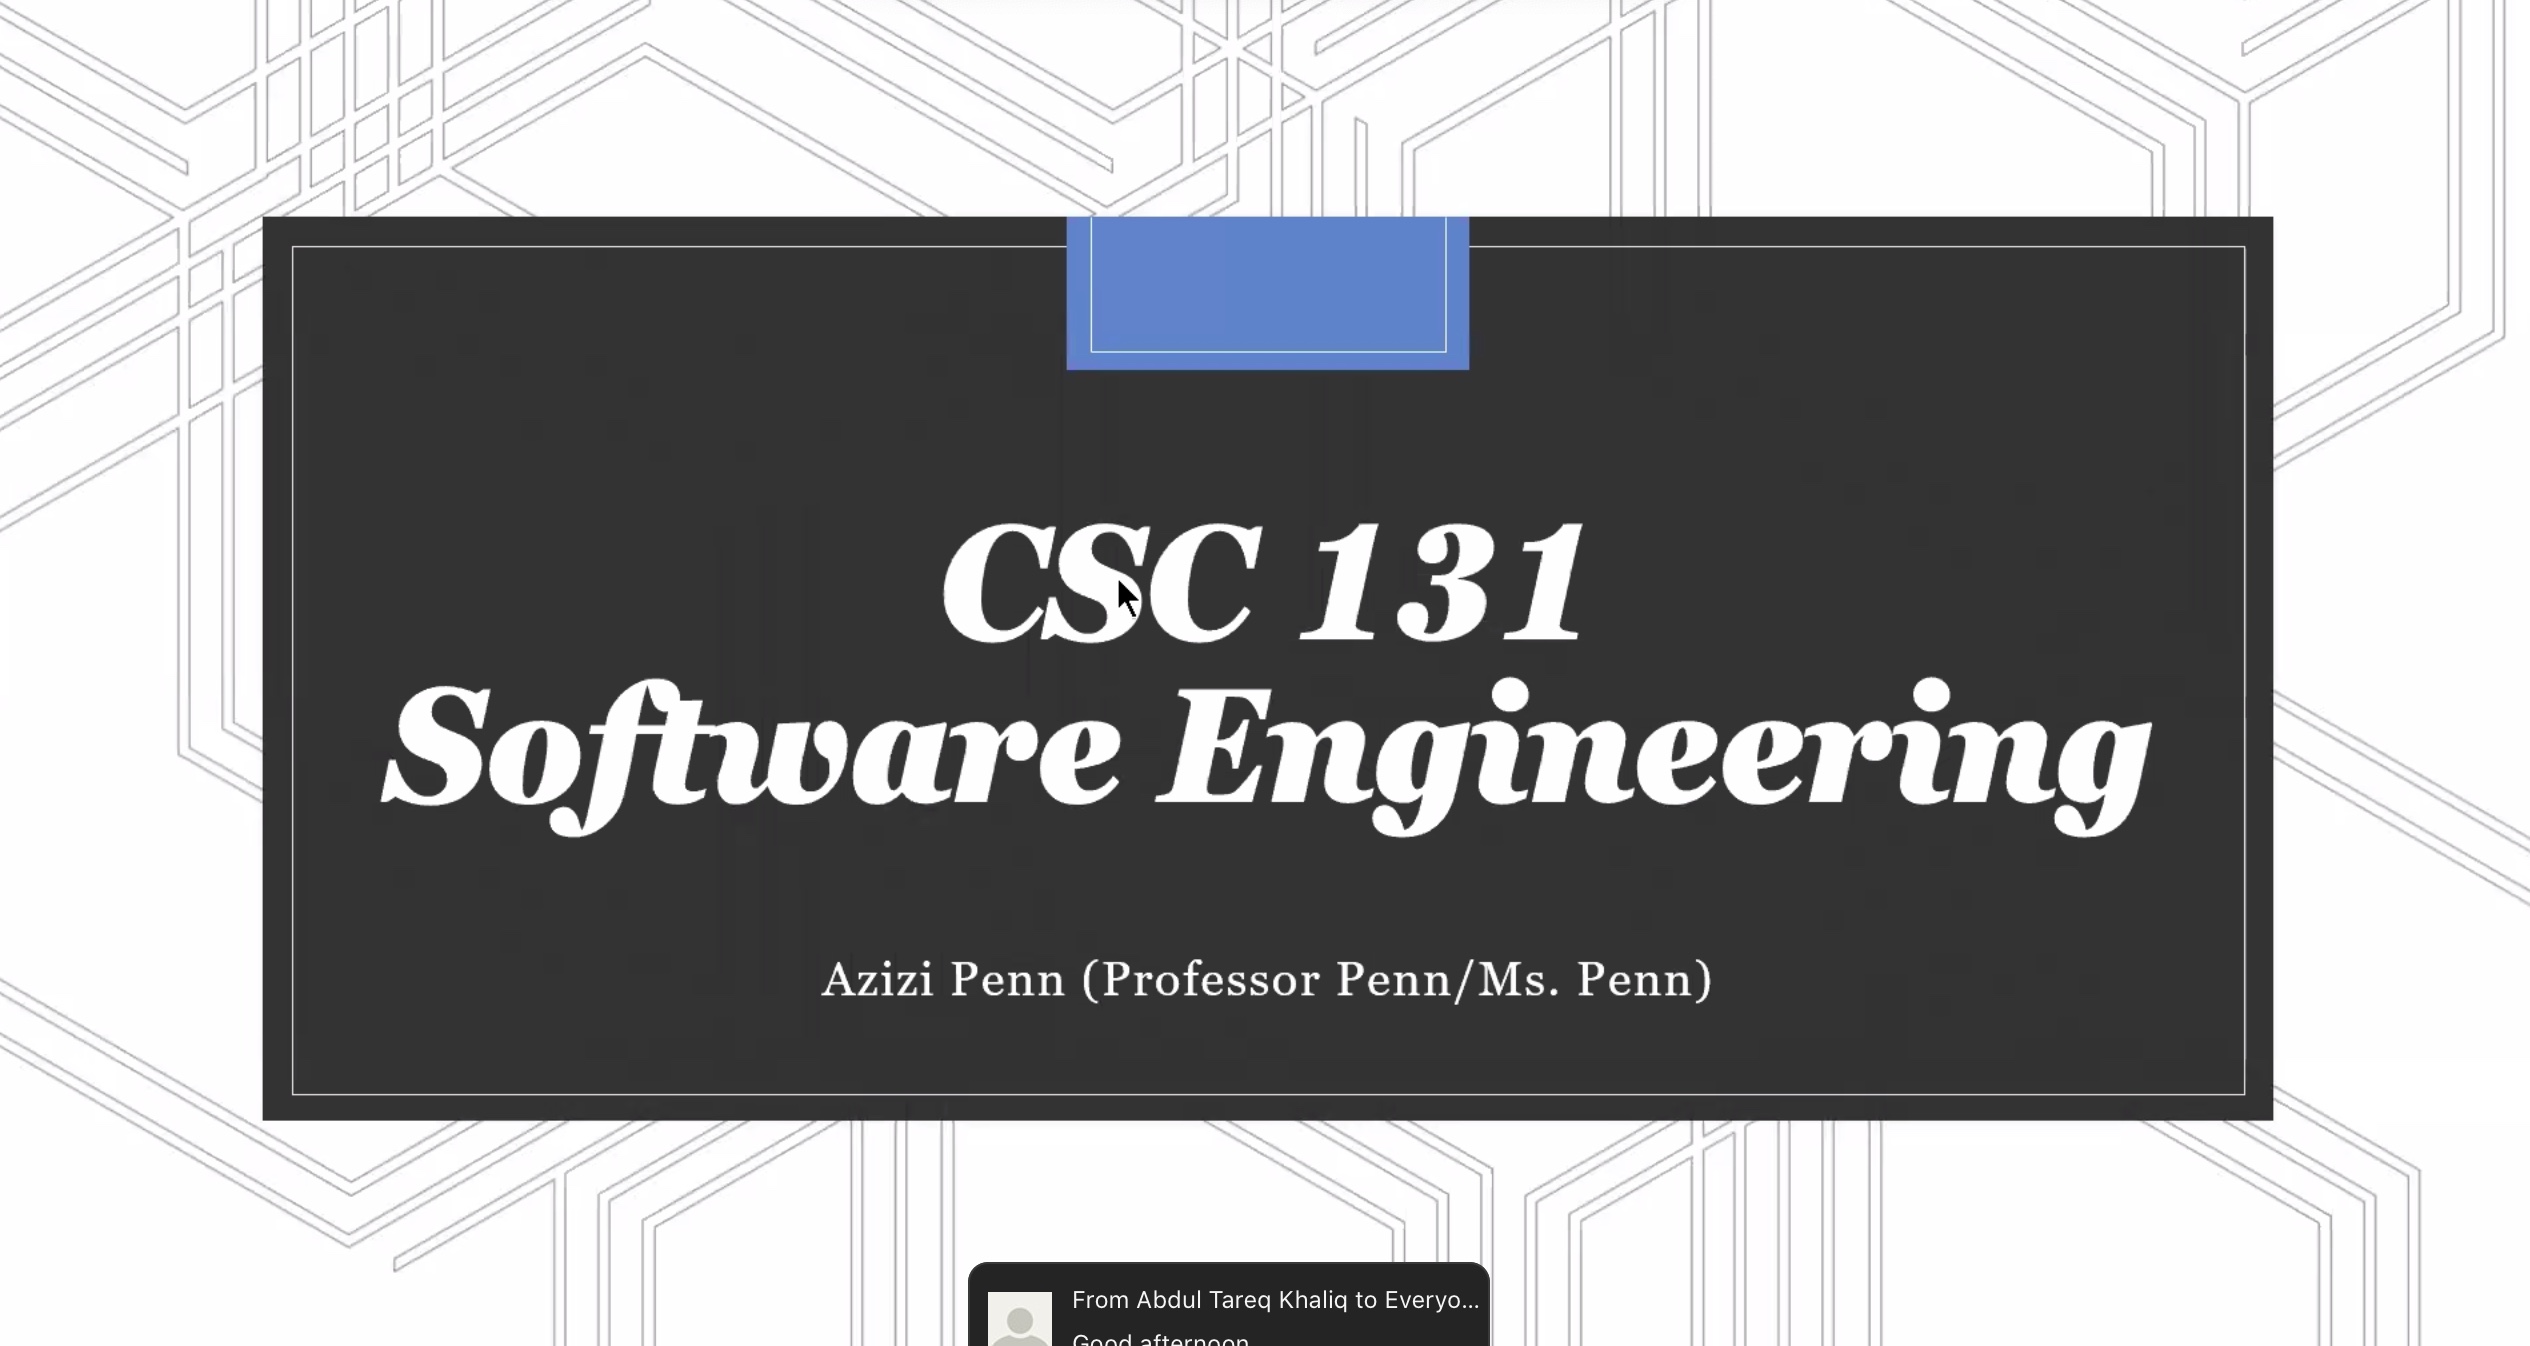 CSC 131
Software Engineering
Azizi Penn (Professor Penn/Ms. Penn)
From Abdul Tareq Khaliq to Everyo...
Good afternoon